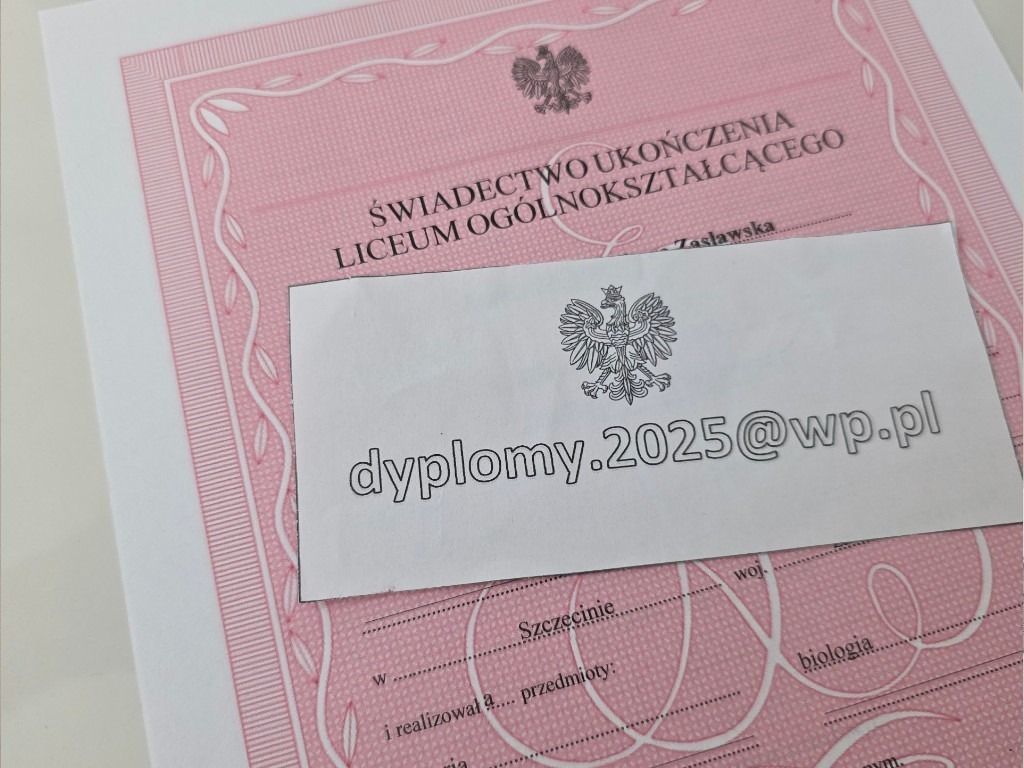 ŚWIADECTWO UKOŃCZENIA
LICEUM OGÓLNOKSZTAŁCĄCEGO
Zasławska
dyplomy.2025@wp.pl
w Szczecinie woj.
i realizował a przedmioty:
biologia